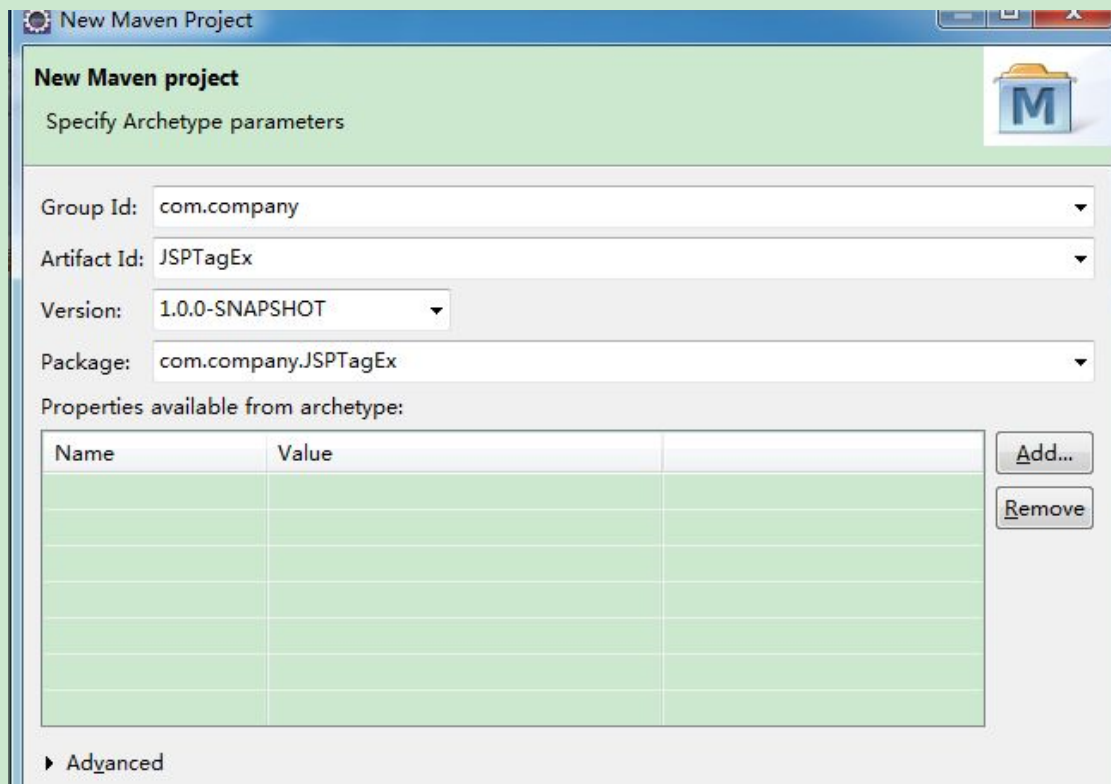 New Maven Project
New Maven project
Specify Archetype parameters
M
Group Id: com.company
Artifact Id: JSPTagEx
Version: 1.0.0-SNAPSHOT
Package: com.company.JSPTagEx
Properties available from archetype:
Name Value
Add...
Remove
Advanced